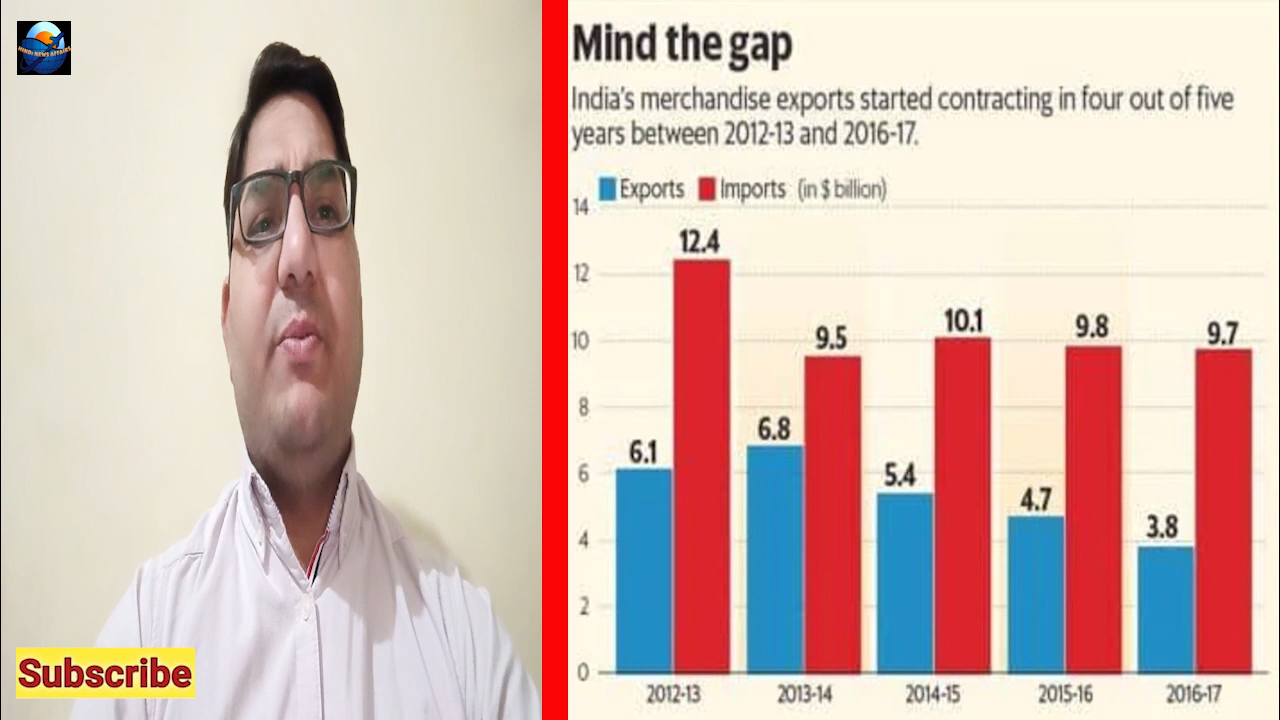 HINDI NEWS AFFAIRS
Subscribe
Mind the gap
India's merchandise exports started contracting in four out of five
years between 2012-13 and 2016-17.
Exports Imports (in $ billion)
14
12
10
8
6
4
2
0
6.1 12.4
6.8 9.5
5.4 10.1
4.7 9.8
3.8 9.7
2012-13 2013-14 2014-15 2015-16 2016-17